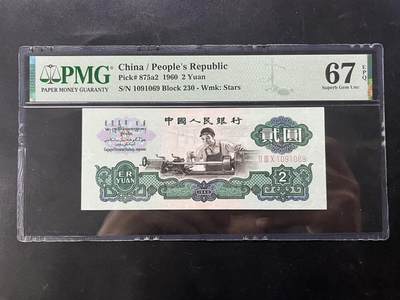 PMG
PAPER MONEY GUARANTY
China / People's Republic
Pick# 875a2 1960 2 Yuan
S/N 1091069 Block 230 - Wmk: Stars
67 EPQ
Superb Gem Unc
中國人民銀行
貳圓
X 1091069
ER
YUAN
1960
2